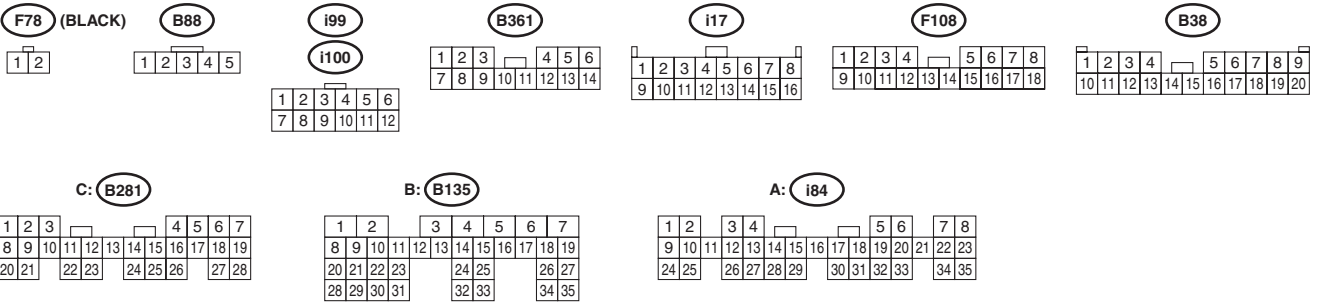 F78 (BLACK) B88 i99 B361 i17 F108 B38
i100
1 2
1 2 3 4 5
1 2 3 4 5 6
7 8 9 10 11 12
1 2 3 4 5 6
7 8 9 10 11 12 13 14
1 2 3 4 5 6 7 8
9 10 11 12 13 14 15 16
1 2 3 4 5 6 7 8
9 10 11 12 13 14 15 16 17 18
1 2 3 4 5 6 7 8 9
10 11 12 13 14 15 16 17 18 19 20
C: B281
1 2 3 4 5 6 7
8 9 10 11 12 13 14 15 16 17 18 19
20 21 22 23 24 25 26 27 28
B: B135
1 2 3 4 5 6 7
8 9 10 11 12 13 14 15 16 17 18 19
20 21 22 23 24 25 26 27
28 29 30 31 32 33 34 35
A: i84
1 2 3 4 5 6 7 8
9 10 11 12 13 14 15 16 17 18 19 20 21 22 23
24 25 26 27 28 29 30 31 32 33 34 35